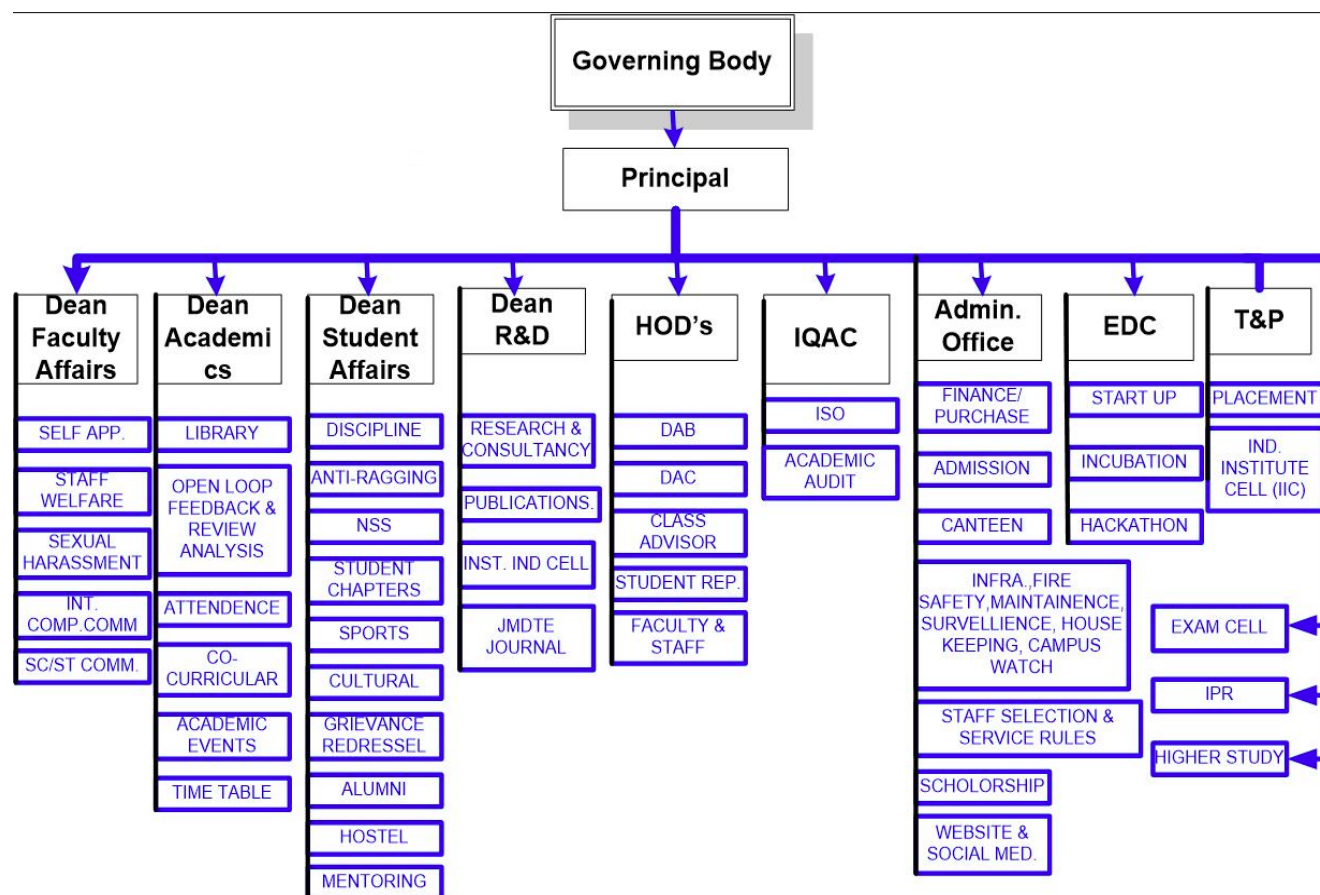 Governing Body
Principal
Dean
Faculty
Affairs
SELF APP.
STAFF
WELFARE
SEXUAL
HARASSMENT
INT.
COMP.COMM
SC/ST COMM.
Dean
Academi
cs
LIBRARY
OPEN LOOP
FEEDBACK &
REVIEW
ANALYSIS
ATTENDENCE
CO-
CURRICULAR
ACADEMIC
EVENTS
TIME TABLE
Dean
Student
Affairs
DISCIPLINE
ANTI-RAGGING
NSS
STUDENT
CHAPTERS
SPORTS
CULTURAL
GRIEVANCE
REDRESSEL
ALUMNI
HOSTEL
MENTORING
Dean
R&D
RESEARCH &
CONSULTANCY
PUBLICATIONS.
INST. IND CELL
JMDTE
JOURNAL
HOD's
DAB
DAC
CLASS
ADVISOR
STUDENT REP.
FACULTY &
STAFF
IQAC
ISO
ACADEMIC
AUDIT
Admin.
Office
FINANCE/
PURCHASE
ADMISSION
CANTEEN
INFRA.,FIRE
SAFETY,MAINTAINENCE,
SURVELLIENCE, HOUSE
KEEPING, CAMPUS
WATCH
STAFF SELECTION &
SERVICE RULES
SCHOLORSHIP
WEBSITE &
SOCIAL MED.
EDC
START UP
INCUBATION
HACKATHON
T&P
PLACEMENT
IND.
INSTITUTE
CELL (IIC)
EXAM CELL
IPR
HIGHER STUDY